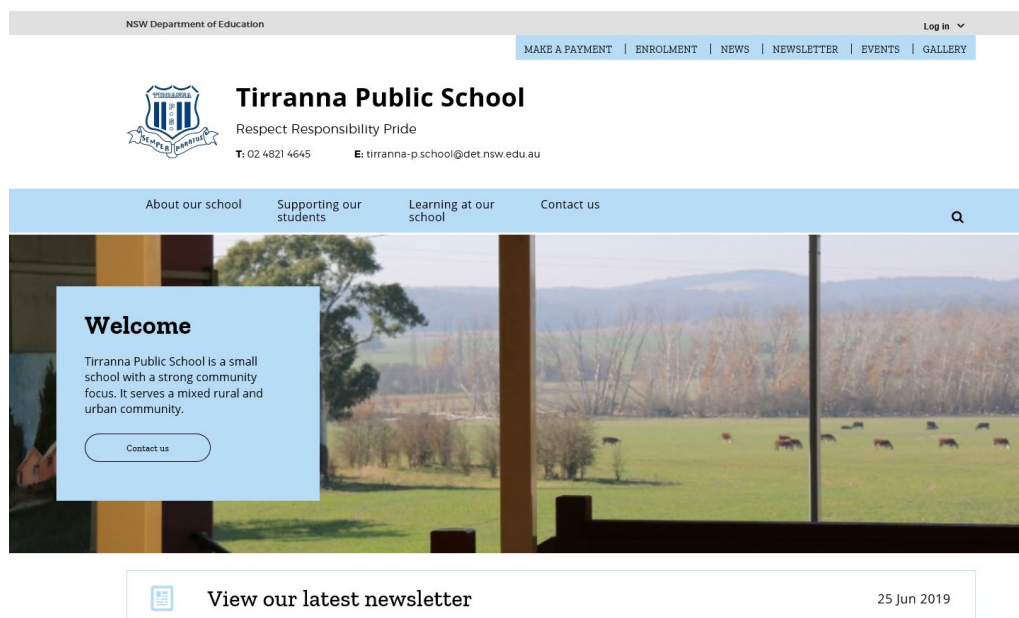 NSW Department of Education
Log in
MAKE A PAYMENT | ENROLMENT | NEWS | NEWSLETTER | EVENTS | GALLERY
TIRRANNA
P
S
SEMPER PARATUS
Tirranna Public School
Respect Responsibility Pride
T: 02 4821 4645 E: tirranna-p.school@det.nsw.edu.au
About our school
Supporting our
students
Learning at our
school
Contact us
Welcome
Tirranna Public School is a small
school with a strong community
focus. It serves a mixed rural and
urban community.
Contact us
View our latest newsletter
25 Jun 2019